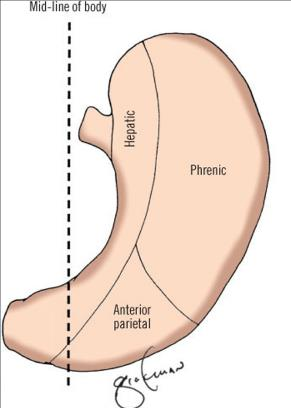 Mid-line of body
Hepatic
Phrenic
Anterior
parietal